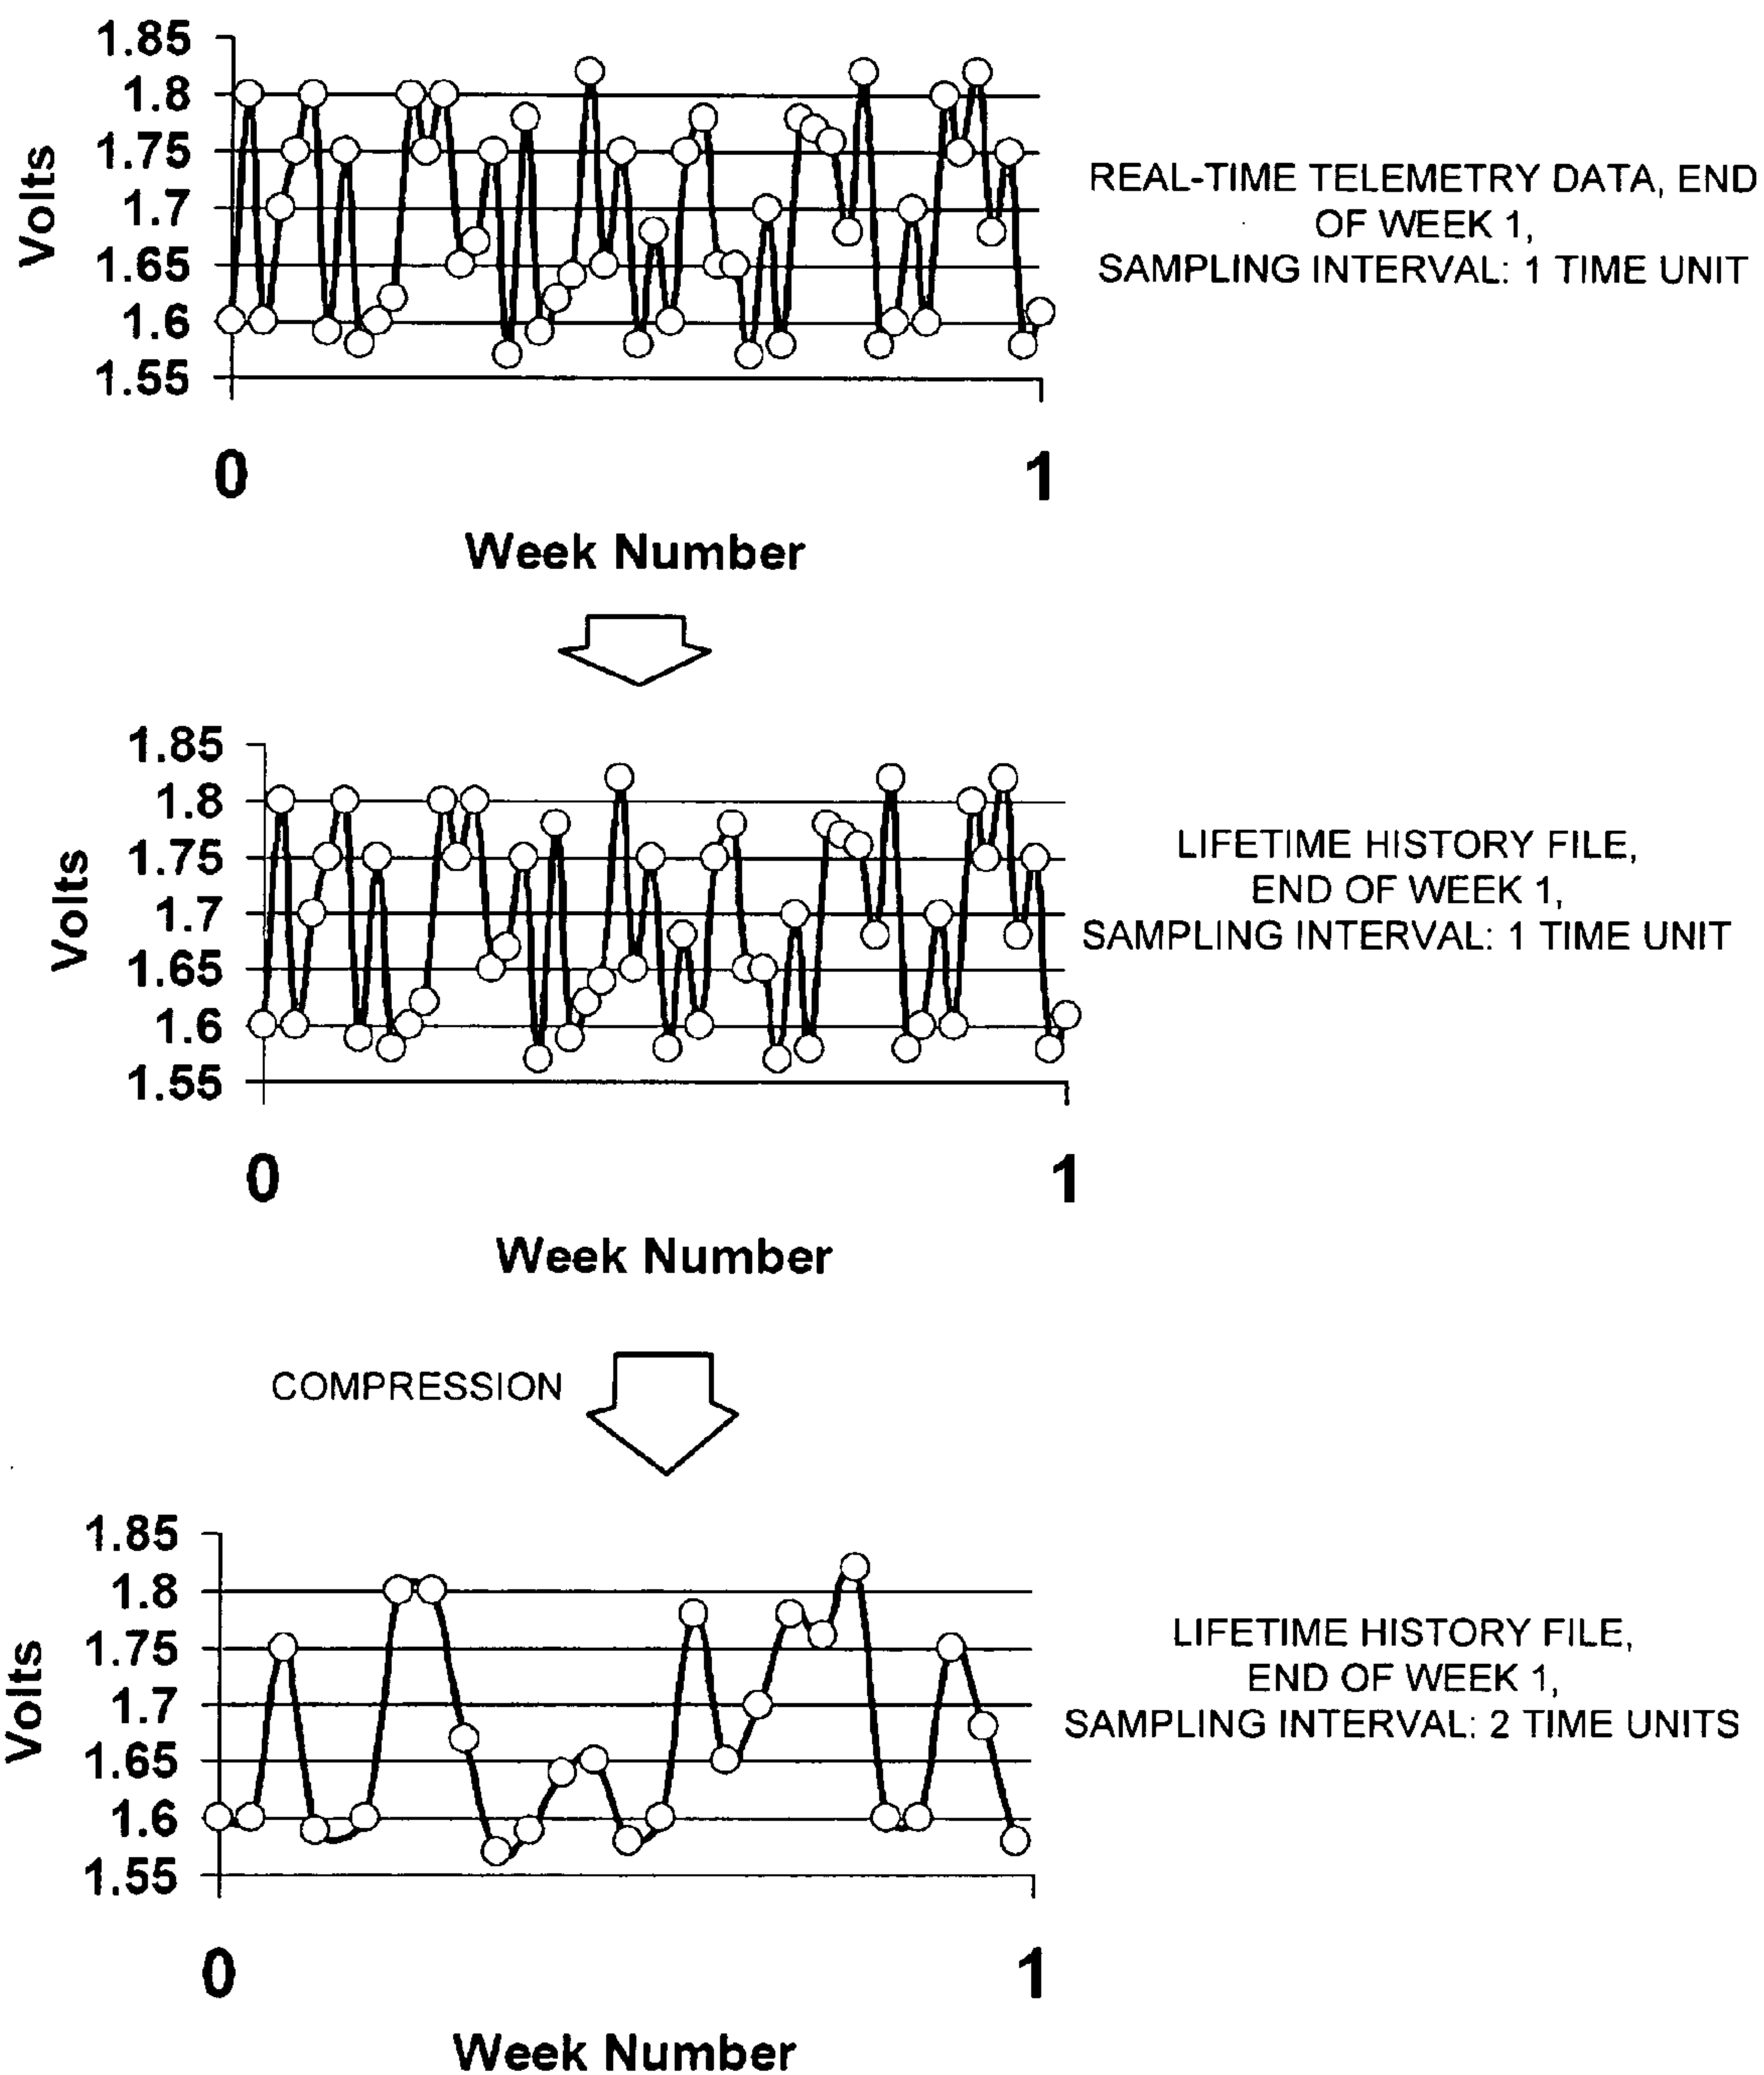 1.85
1.8
1.75
1.7
1.65
1.6
1.55
Volts
0
1
Week Number
REAL-TIME TELEMETRY DATA, END
OF WEEK 1,
SAMPLING INTERVAL: 1 TIME UNIT
1.85
1.8
1.75
1.7
1.65
1.6
1.55
Volts
0
1
Week Number
LIFETIME HISTORY FILE,
END OF WEEK 1,
SAMPLING INTERVAL: 1 TIME UNIT
COMPRESSION
1.85
1.8
1.75
1.7
1.65
1.6
1.55
Volts
0
1
Week Number
LIFETIME HISTORY FILE,
END OF WEEK 1,
SAMPLING INTERVAL: 2 TIME UNITS